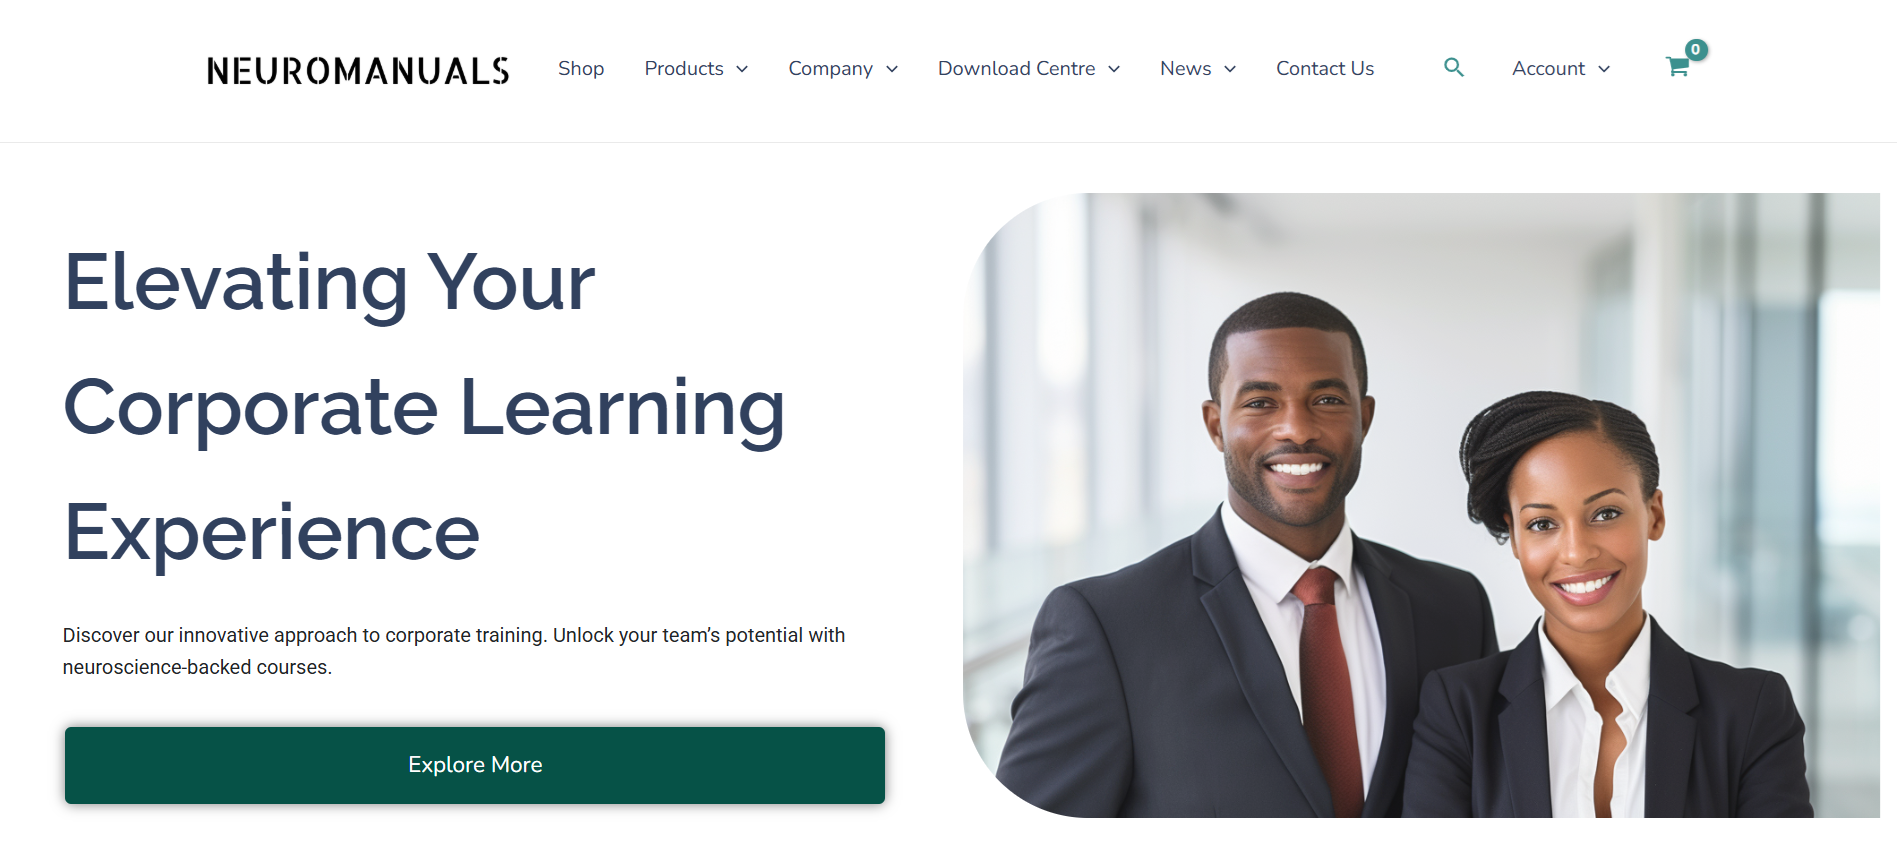 NEUROMANUALS
Shop Products Company Download Centre News Contact Us Account 0
Elevating Your
Corporate Learning
Experience
Discover our innovative approach to corporate training. Unlock your team’s potential with
neuroscience-backed courses.
Explore More